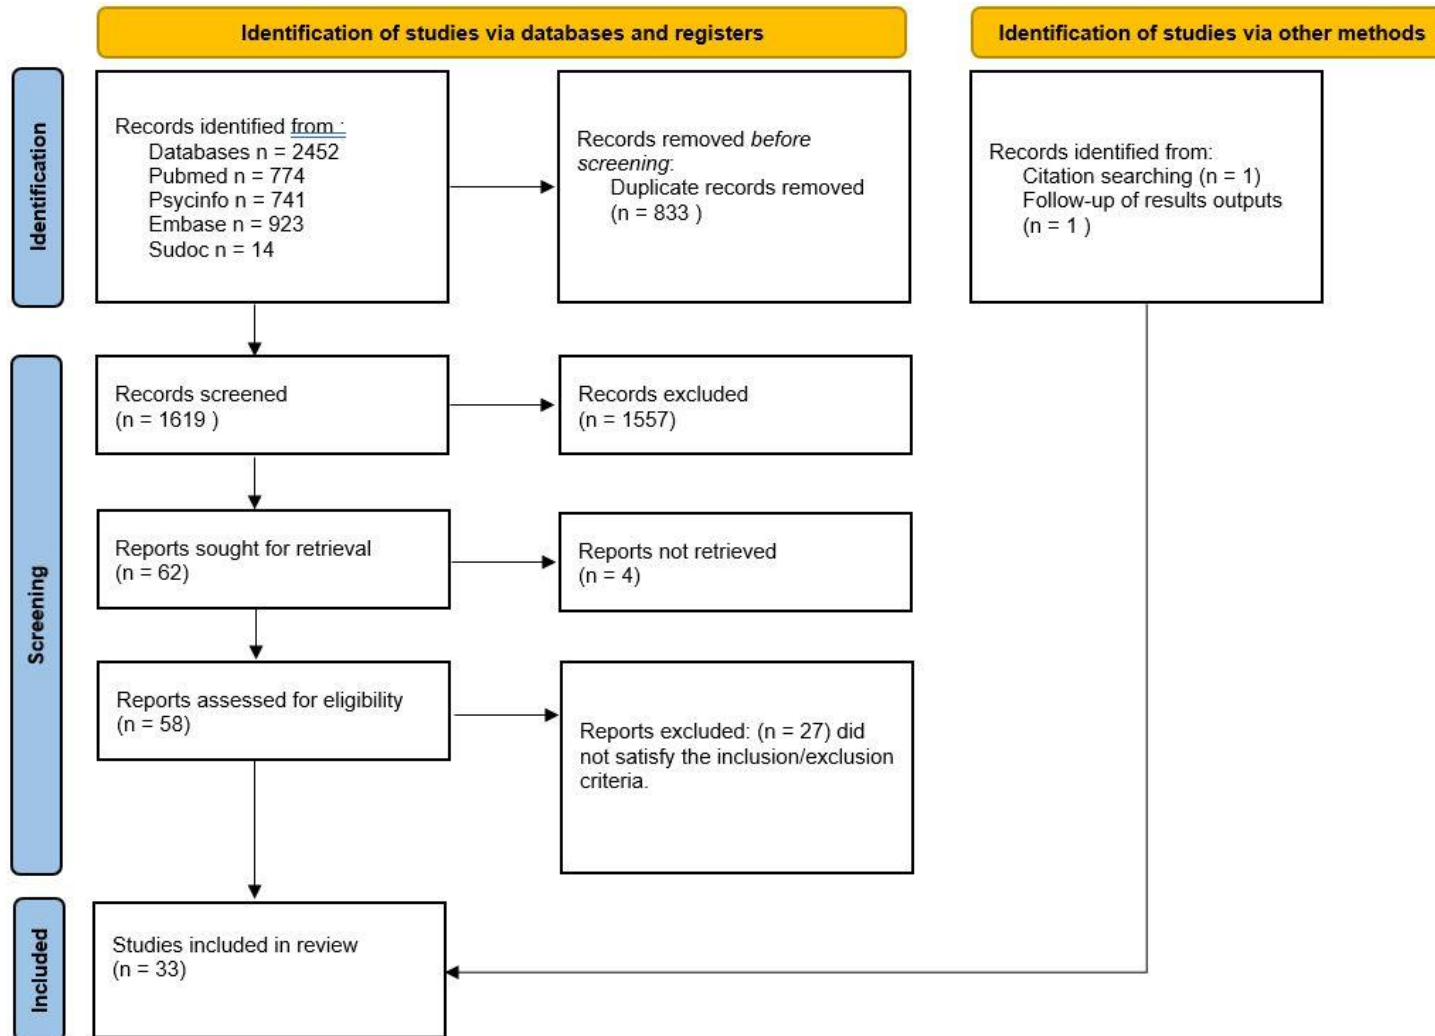 Identification of studies via databases and registers
Identification of studies via other methods
Identification
Records identified from :
Databases n = 2452
Pubmed n = 774
Psycinfo n = 741
Embase n = 923
Sudoc n = 14
Records removed before
screening:
Duplicate records removed
(n = 833 )
Records identified from:
Citation searching (n = 1)
Follow-up of results outputs
(n = 1 )
Screening
Records screened
(n = 1619 )
Records excluded
(n = 1557)
Reports sought for retrieval
(n = 62)
Reports not retrieved
(n = 4)
Reports assessed for eligibility
(n = 58)
Reports excluded: (n = 27) did
not satisfy the inclusion/exclusion
criteria.
Included
Studies included in review
(n = 33)